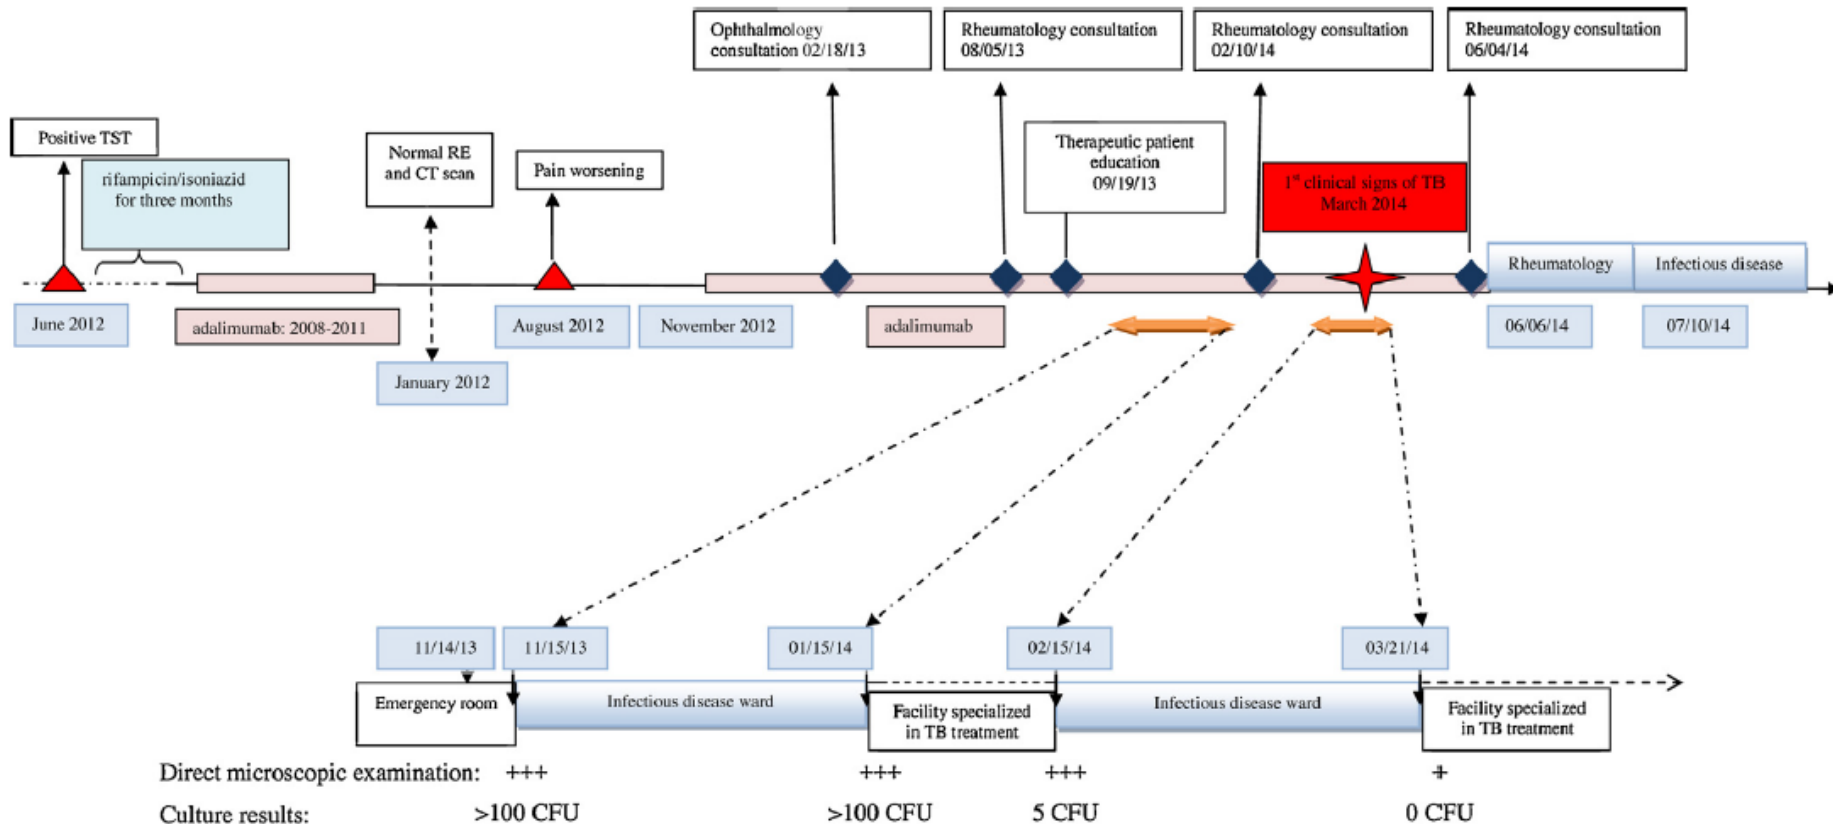 Ophthalmology
consultation 02/18/13
Rheumatology consultation
08/05/13
Rheumatology consultation
02/10/14
Rheumatology consultation
06/04/14
Positive TST
rifampicin/isoniazid
for three months
Normal RE
and CT scan
Pain worsening
Therapeutic patient
education
09/19/13
1st clinical signs of TB
March 2014
Rheumatology
Infectious disease
June 2012
adalimumab: 2008-2011
January 2012
August 2012
November 2012
adalimumab
06/06/14
07/10/14
11/14/13
11/15/13
01/15/14
02/15/14
03/21/14
Emergency room
Infectious disease ward
Facility specialized
in TB treatment
Infectious disease ward
Facility specialized
in TB treatment
Direct microscopic examination: +++ +++ +++ +
Culture results: >100 CFU >100 CFU 5 CFU 0 CFU